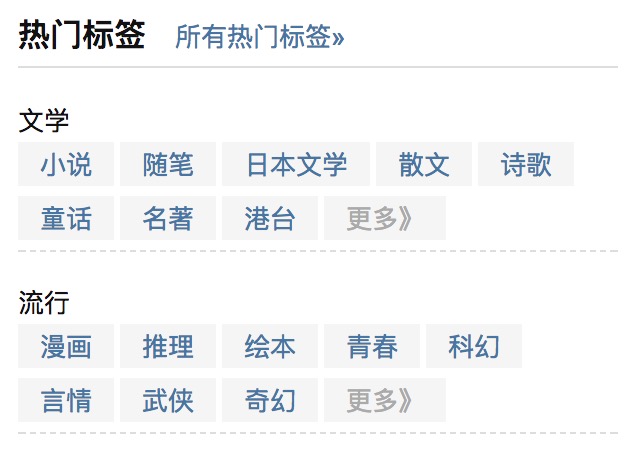 热门标签 所有热门标签»
文学
小说 随笔 日本文学 散文 诗歌
童话 名著 港台 更多》
流行
漫画 推理 绘本 青春 科幻
言情 武侠 奇幻 更多》